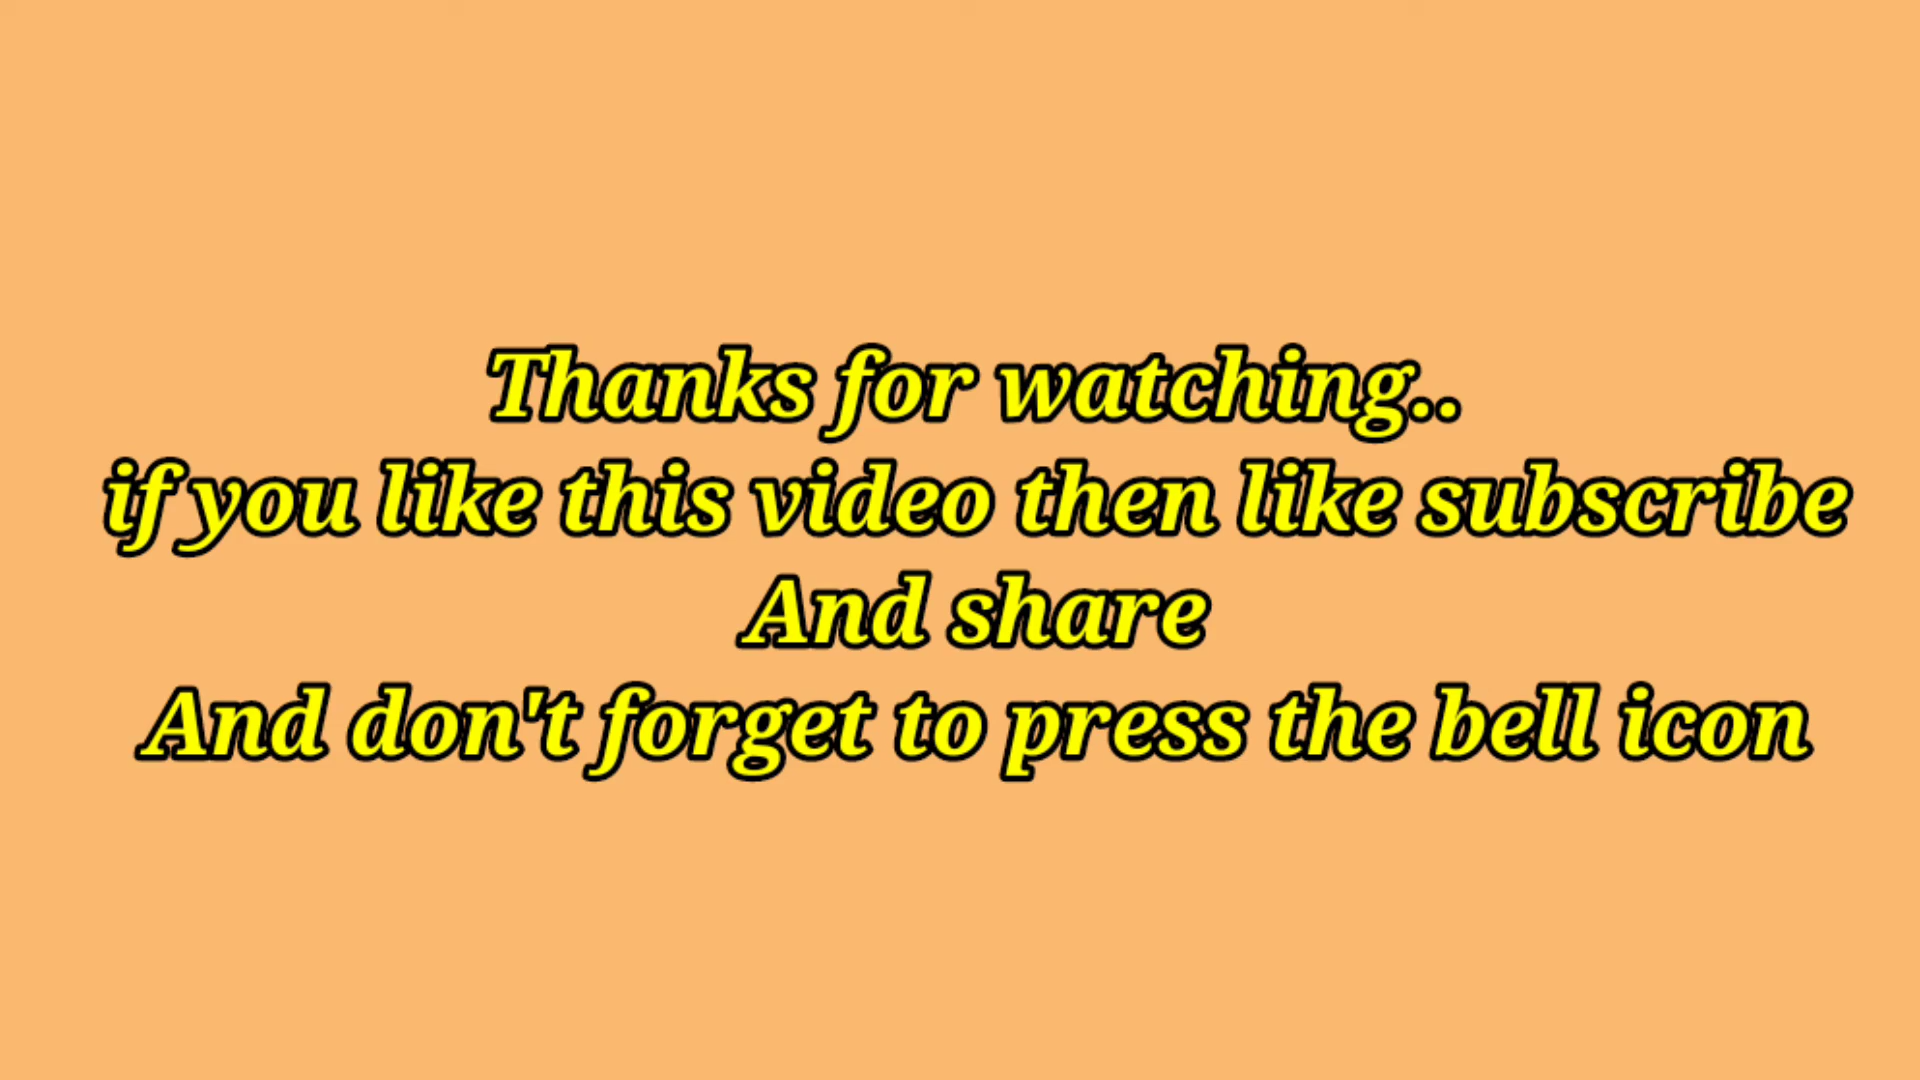 Thanks for watching..
if you like this video then like subscribe
And share
And don't forget to press the bell icon